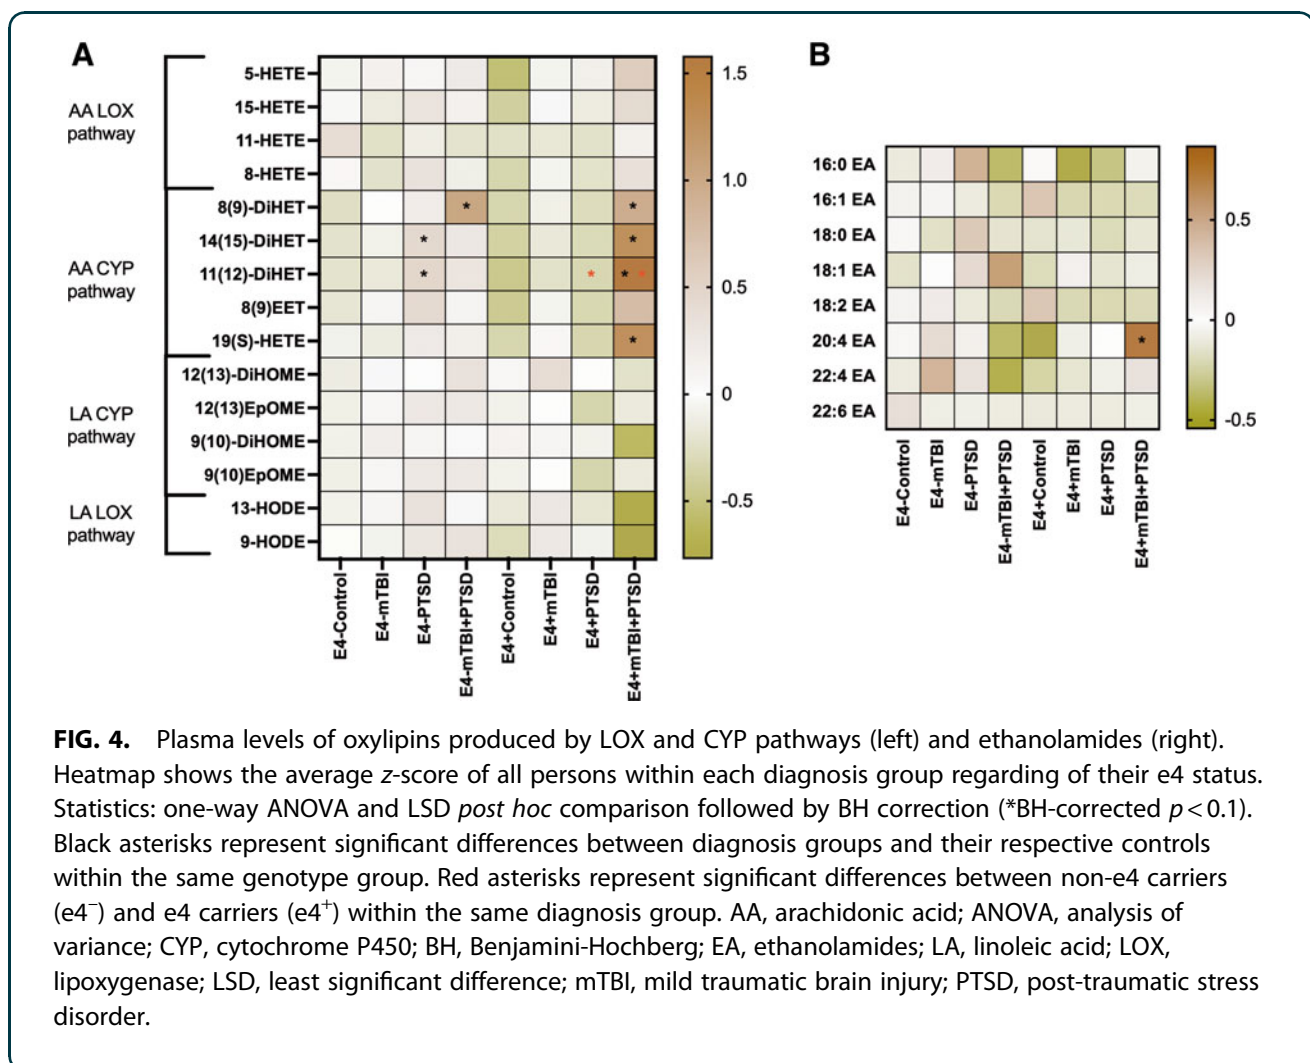 A
B
AA LOX
pathway
AA CYP
pathway
LA CYP
pathway
LA LOX
pathway
5-HETE
15-HETE
11-HETE
8-HETE
8(9)-DiHET
14(15)-DiHET
11(12)-DiHET
8(9)EET
19(S)-HETE
12(13)-DiHOME
12(13)EpOME
9(10)-DiHOME
9(10)EpOME
13-HODE
9-HODE
* *
* *
* * * *
*
E4-Control
E4-mTBI
E4-PTSD
E4-mTBI+PTSD
E4+Control
E4+mTBI
E4+PTSD
E4+mTBI+PTSD
1.5
1.0
0.5
0
-0.5
16:0 EA
16:1 EA
18:0 EA
18:1 EA
18:2 EA
20:4 EA
22:4 EA
22:6 EA
*
E4-Control
E4-mTBI
E4-PTSD
E4-mTBI+PTSD
E4+Control
E4+mTBI
E4+PTSD
E4+mTBI+PTSD
0.5
0
-0.5
FIG. 4. Plasma levels of oxylipins produced by LOX and CYP pathways (left) and ethanolamides (right).
Heatmap shows the average z-score of all persons within each diagnosis group regarding of their e4 status.
Statistics: one-way ANOVA and LSD post hoc comparison followed by BH correction (*BH-corrected p < 0.1).
Black asterisks represent significant differences between diagnosis groups and their respective controls
within the same genotype group. Red asterisks represent significant differences between non-e4 carriers
(e4⁻) and e4 carriers (e4⁺) within the same diagnosis group. AA, arachidonic acid; ANOVA, analysis of
variance; CYP, cytochrome P450; BH, Benjamini-Hochberg; EA, ethanolamides; LA, linoleic acid; LOX,
lipoxygenase; LSD, least significant difference; mTBI, mild traumatic brain injury; PTSD, post-traumatic stress
disorder.